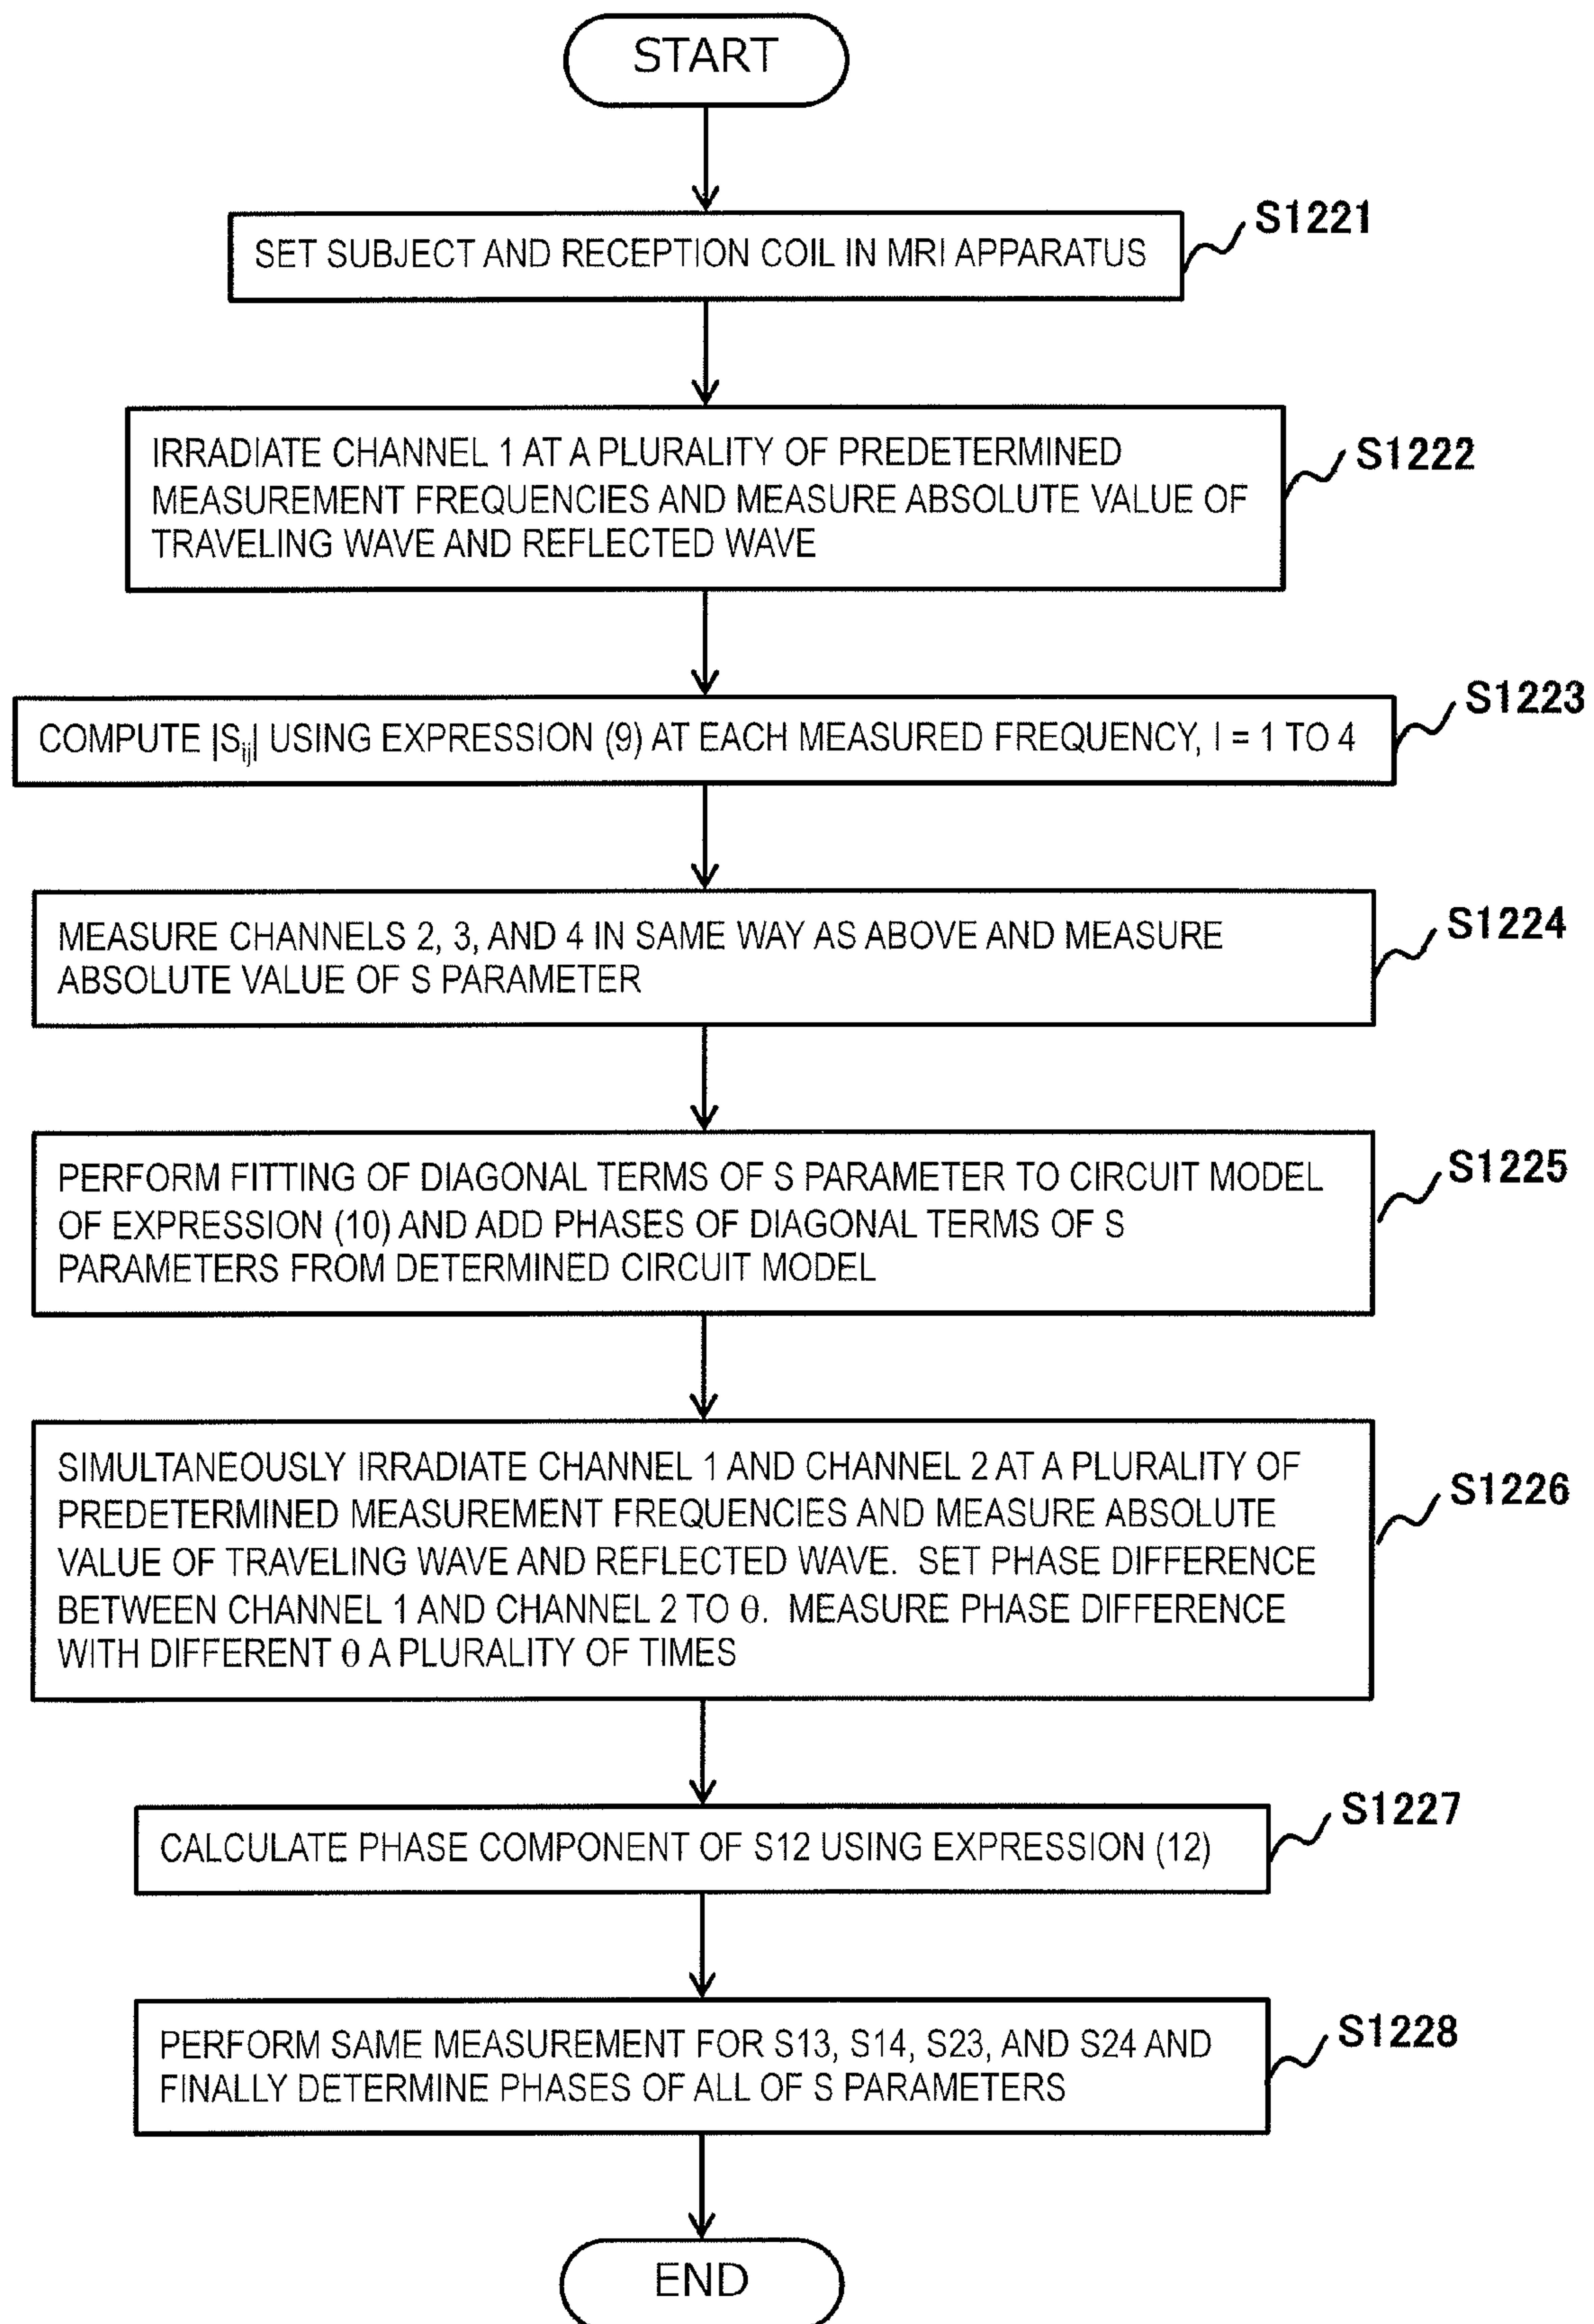 START
S1221
SET SUBJECT AND RECEPTION COIL IN MRI APPARATUS
S1222
IRRADIATE CHANNEL 1 AT A PLURALITY OF PREDETERMINED
MEASUREMENT FREQUENCIES AND MEASURE ABSOLUTE VALUE OF
TRAVELING WAVE AND REFLECTED WAVE
S1223
COMPUTE |Sij| USING EXPRESSION (9) AT EACH MEASURED FREQUENCY, I = 1 TO 4
S1224
MEASURE CHANNELS 2, 3, AND 4 IN SAME WAY AS ABOVE AND MEASURE
ABSOLUTE VALUE OF S PARAMETER
S1225
PERFORM FITTING OF DIAGONAL TERMS OF S PARAMETER TO CIRCUIT MODEL
OF EXPRESSION (10) AND ADD PHASES OF DIAGONAL TERMS OF S
PARAMETERS FROM DETERMINED CIRCUIT MODEL
S1226
SIMULTANEOUSLY IRRADIATE CHANNEL 1 AND CHANNEL 2 AT A PLURALITY OF
PREDETERMINED MEASUREMENT FREQUENCIES AND MEASURE ABSOLUTE
VALUE OF TRAVELING WAVE AND REFLECTED WAVE. SET PHASE DIFFERENCE
BETWEEN CHANNEL 1 AND CHANNEL 2 TO θ. MEASURE PHASE DIFFERENCE
WITH DIFFERENT θ A PLURALITY OF TIMES
S1227
CALCULATE PHASE COMPONENT OF S12 USING EXPRESSION (12)
S1228
PERFORM SAME MEASUREMENT FOR S13, S14, S23, AND S24 AND
FINALLY DETERMINE PHASES OF ALL OF S PARAMETERS
END